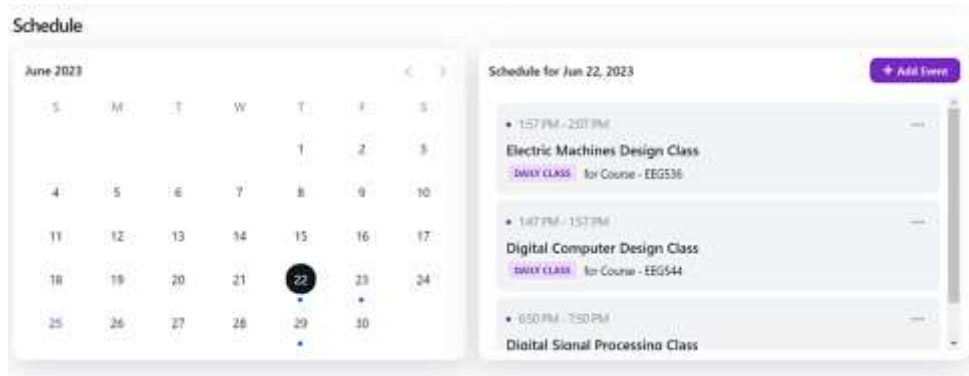 Schedule
June 2023
< >
S M T W T F S
1 2 3
4 5 6 7 8 9 10
11 12 13 14 15 16 17
18 19 20 21 22 23 24
25 26 27 28 29 30
Schedule for Jun 22, 2023
+ Add Event
1:57 PM - 2:07 PM
Electric Machines Design Class
DAILY CLASS for Course - EEG536
1:47 PM - 1:57 PM
Digital Computer Design Class
DAILY CLASS for Course - EEG544
6:50 PM - 7:50 PM
Digital Signal Processing Class